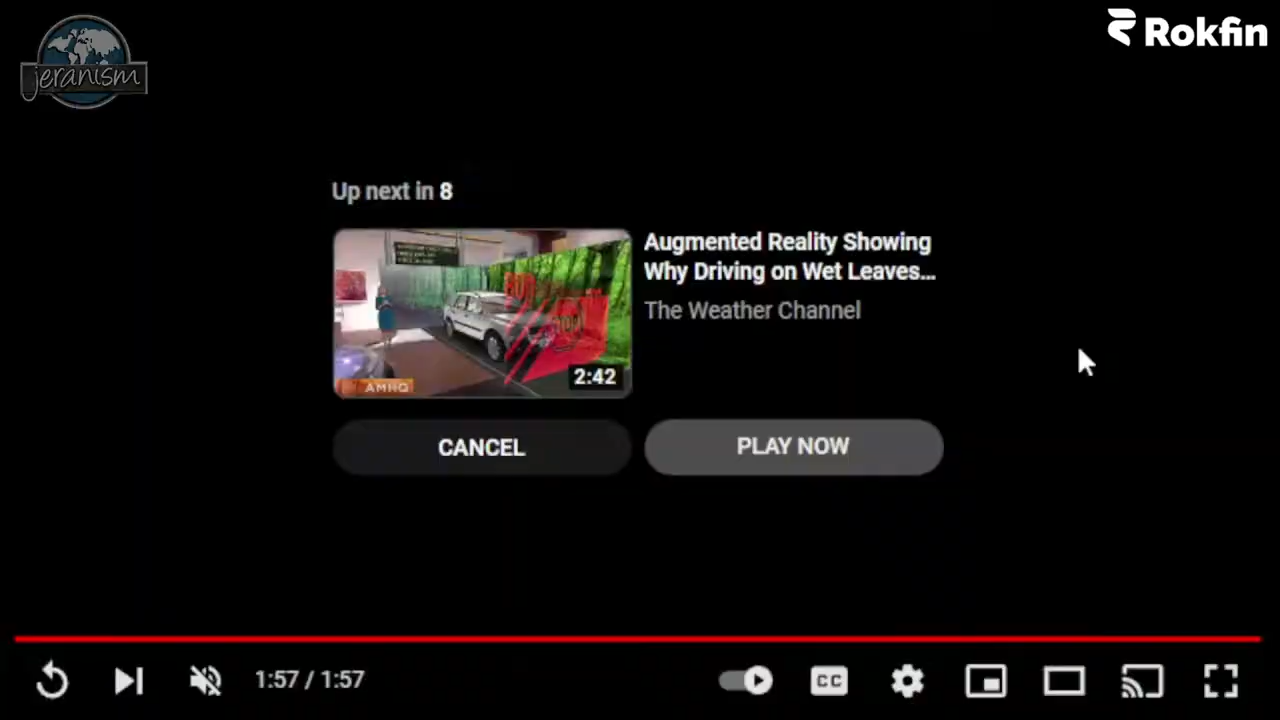 jeranism
Rokfin
Up next in 8
Augmented Reality Showing
Why Driving on Wet Leaves...
The Weather Channel
AMHQ
2:42
CANCEL
PLAY NOW
1:57 / 1:57
CC